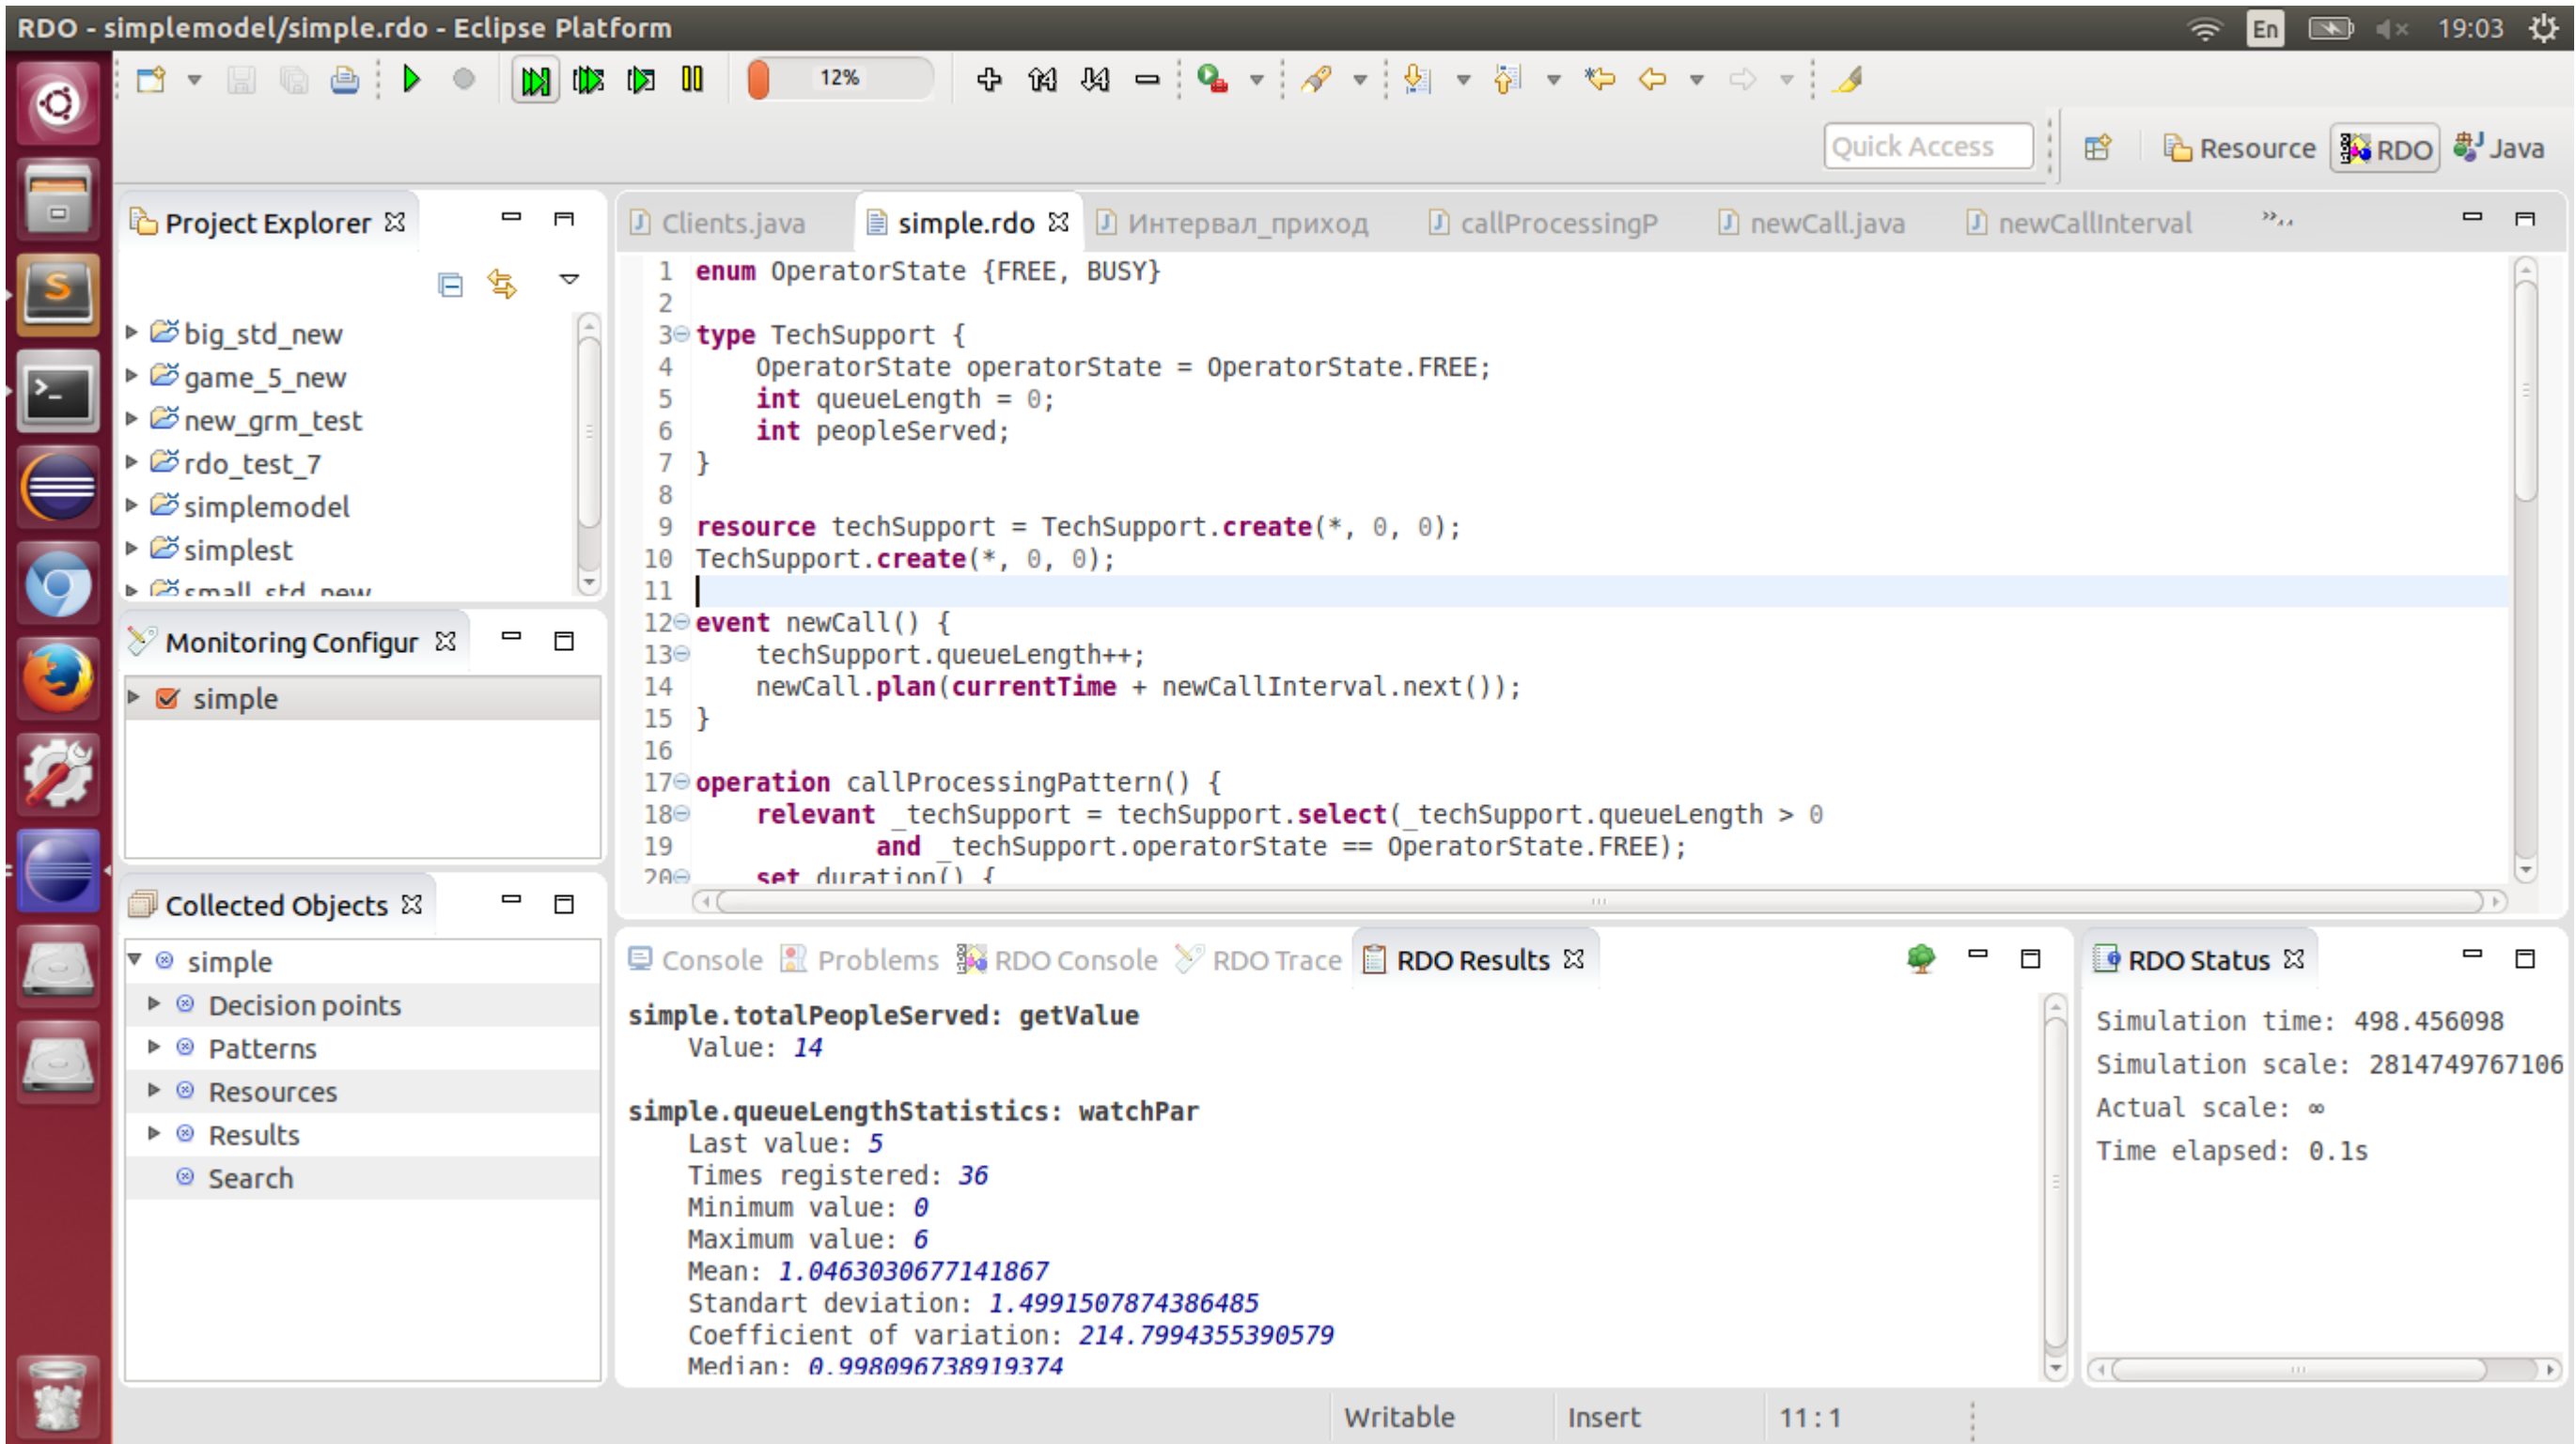 RDO - simplemodel/simple.rdo - Eclipse Platform
En
19:03
12%
Quick Access
Resource
RDO
Java
Project Explorer
big_std_new
game_5_new
new_grm_test
rdo_test_7
simplemodel
simplest
small_std_new
Monitoring Configur
simple
Collected Objects
simple
Decision points
Patterns
Resources
Results
Search
Clients.java
simple.rdo
Интервал_приход
callProcessingP
newCall.java
newCallInterval
1 enum OperatorState {FREE, BUSY}
2
3 type TechSupport {
4 OperatorState operatorState = OperatorState.FREE;
5 int queueLength = 0;
6 int peopleServed;
7 }
8
9 resource techSupport = TechSupport.create(*, 0, 0);
10 TechSupport.create(*, 0, 0);
11
12 event newCall() {
13 techSupport.queueLength++;
14 newCall.plan(currentTime + newCallInterval.next());
15 }
16
17 operation callProcessingPattern() {
18 relevant _techSupport = techSupport.select(_techSupport.queueLength > 0
19 and _techSupport.operatorState == OperatorState.FREE);
20 set duration() {
Console
Problems
RDO Console
RDO Trace
RDO Results
simple.totalPeopleServed: getValue
Value: 14
simple.queueLengthStatistics: watchPar
Last value: 5
Times registered: 36
Minimum value: 0
Maximum value: 6
Mean: 1.0463030677141867
Standart deviation: 1.4991507874386485
Coefficient of variation: 214.7994355390579
Median: 0.998096738919374
RDO Status
Simulation time: 498.456098
Simulation scale: 2814749767106
Actual scale: ∞
Time elapsed: 0.1s
Writable
Insert
11 : 1